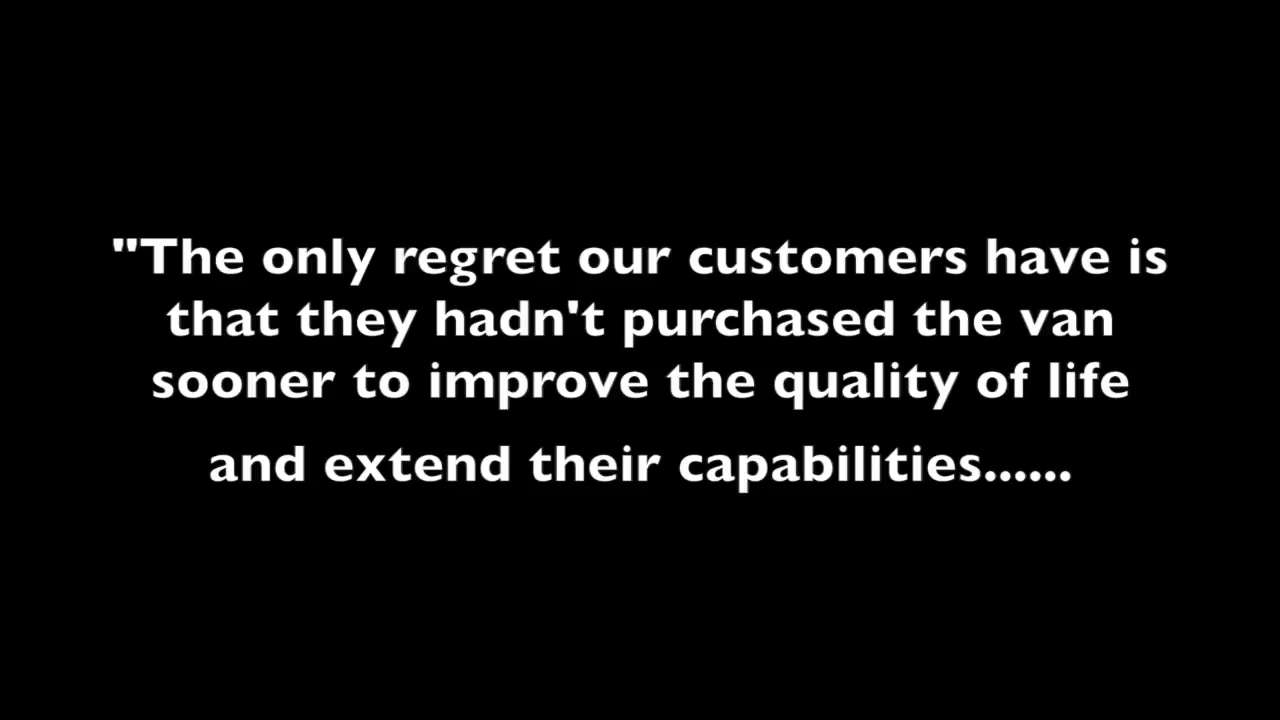 "The only regret our customers have is
that they hadn't purchased the van
sooner to improve the quality of life
and extend their capabilities......